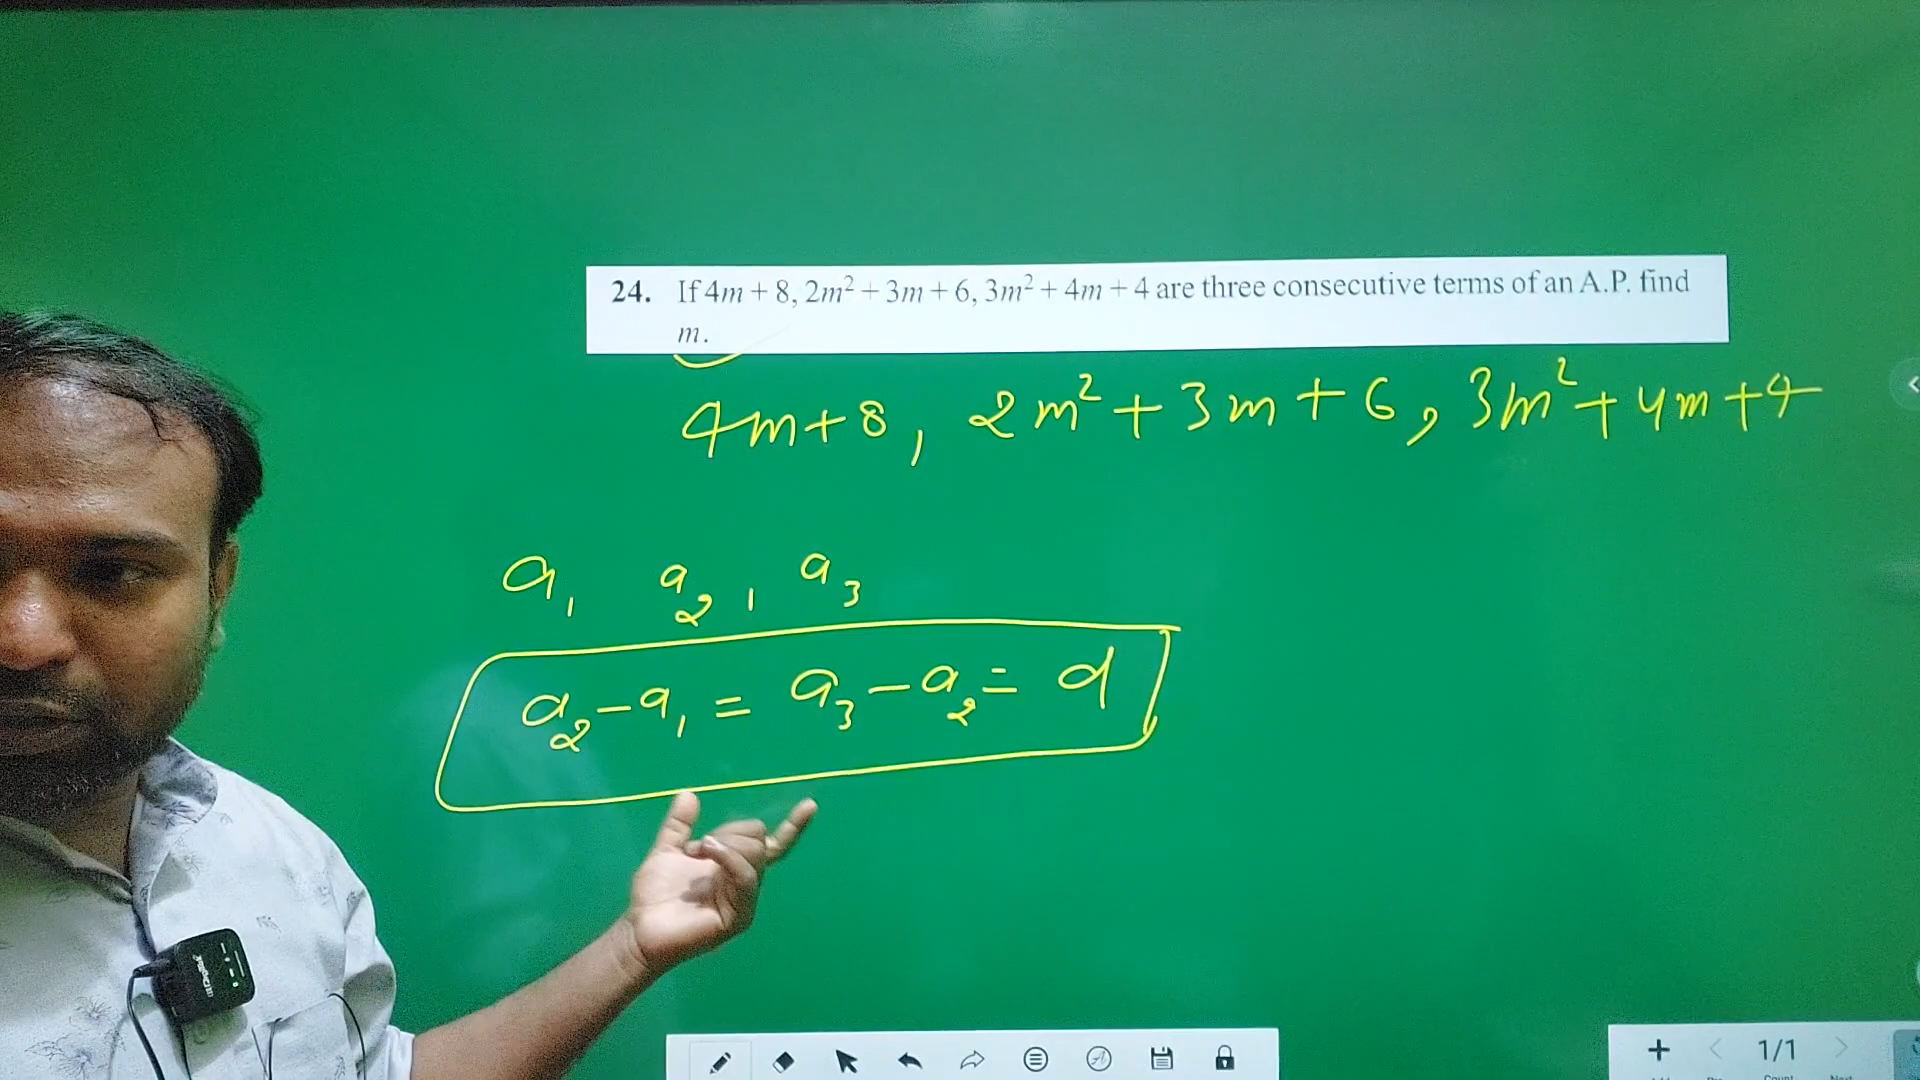 24. If 4m + 8, 2m² + 3m + 6, 3m² + 4m + 4 are three consecutive terms of an A.P. find
m.
4m+8, 2m²+3m+6, 3m²+4m+4
a₁ a₂, a₃
a₂-a₁ = a₃-a₂ = d
1/1
Count